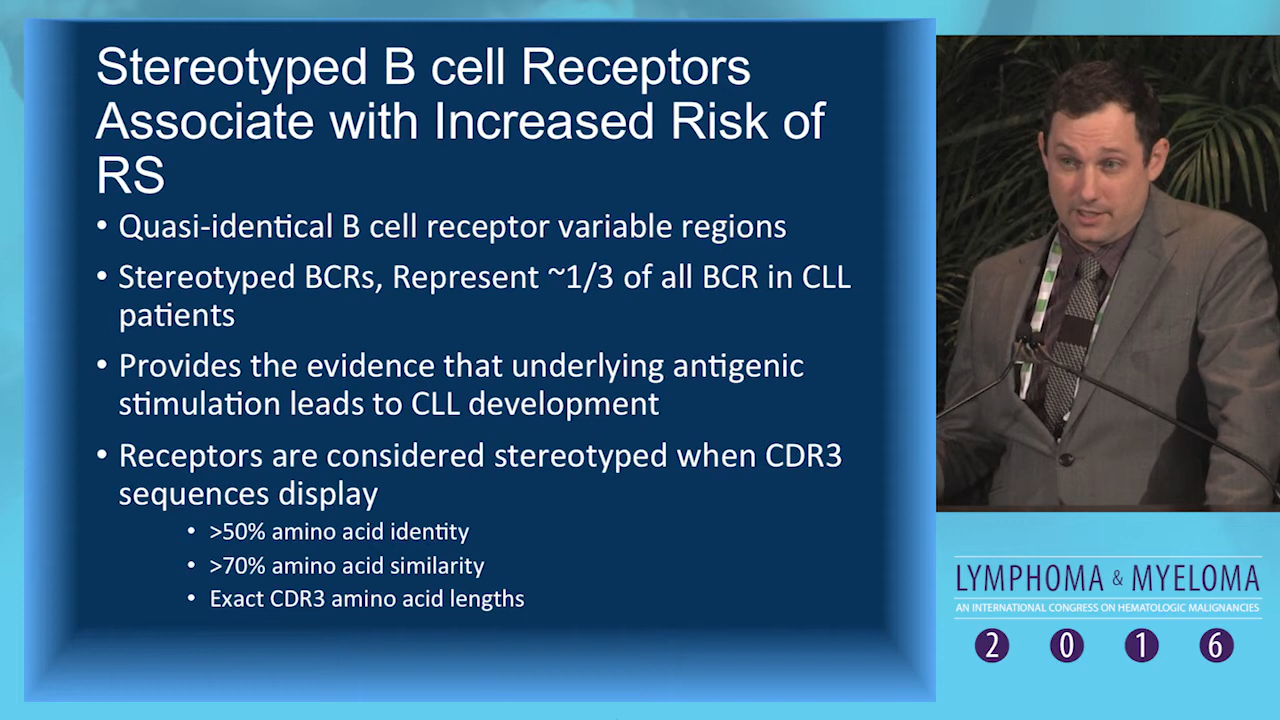 Stereotyped B cell Receptors
Associate with Increased Risk of
RS
• Quasi-identical B cell receptor variable regions
• Stereotyped BCRs, Represent ~1/3 of all BCR in CLL
patients
• Provides the evidence that underlying antigenic
stimulation leads to CLL development
• Receptors are considered stereotyped when CDR3
sequences display
• >50% amino acid identity
• >70% amino acid similarity
• Exact CDR3 amino acid lengths
LYMPHOMA & MYELOMA
AN INTERNATIONAL CONGRESS ON HEMATOLOGIC MALIGNANCIES
2 0 1 6